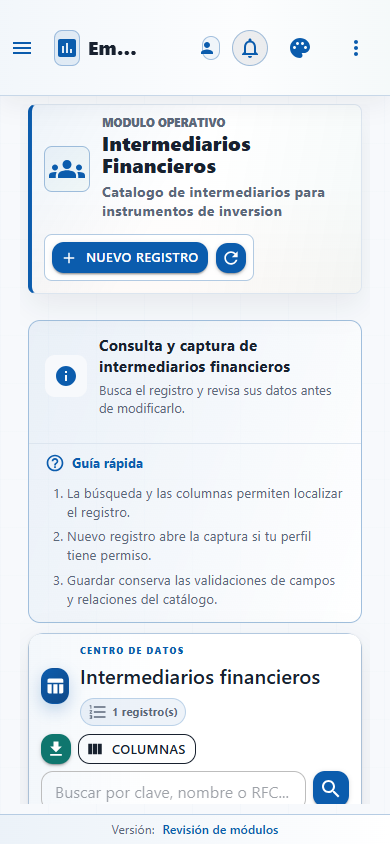 Em...
MODULO OPERATIVO
Intermediarios
Financieros
Catalogo de intermediarios para
instrumentos de inversion
NUEVO REGISTRO
Consulta y captura de
intermediarios financieros
Busca el registro y revisa sus datos antes
de modificarlo.
Guía rápida
1. La búsqueda y las columnas permiten localizar
el registro.
2. Nuevo registro abre la captura si tu perfil
tiene permiso.
3. Guardar conserva las validaciones de campos
y relaciones del catálogo.
CENTRO DE DATOS
Intermediarios financieros
1 registro(s)
COLUMNAS
Buscar por clave, nombre o RFC...
Versión: Revisión de módulos